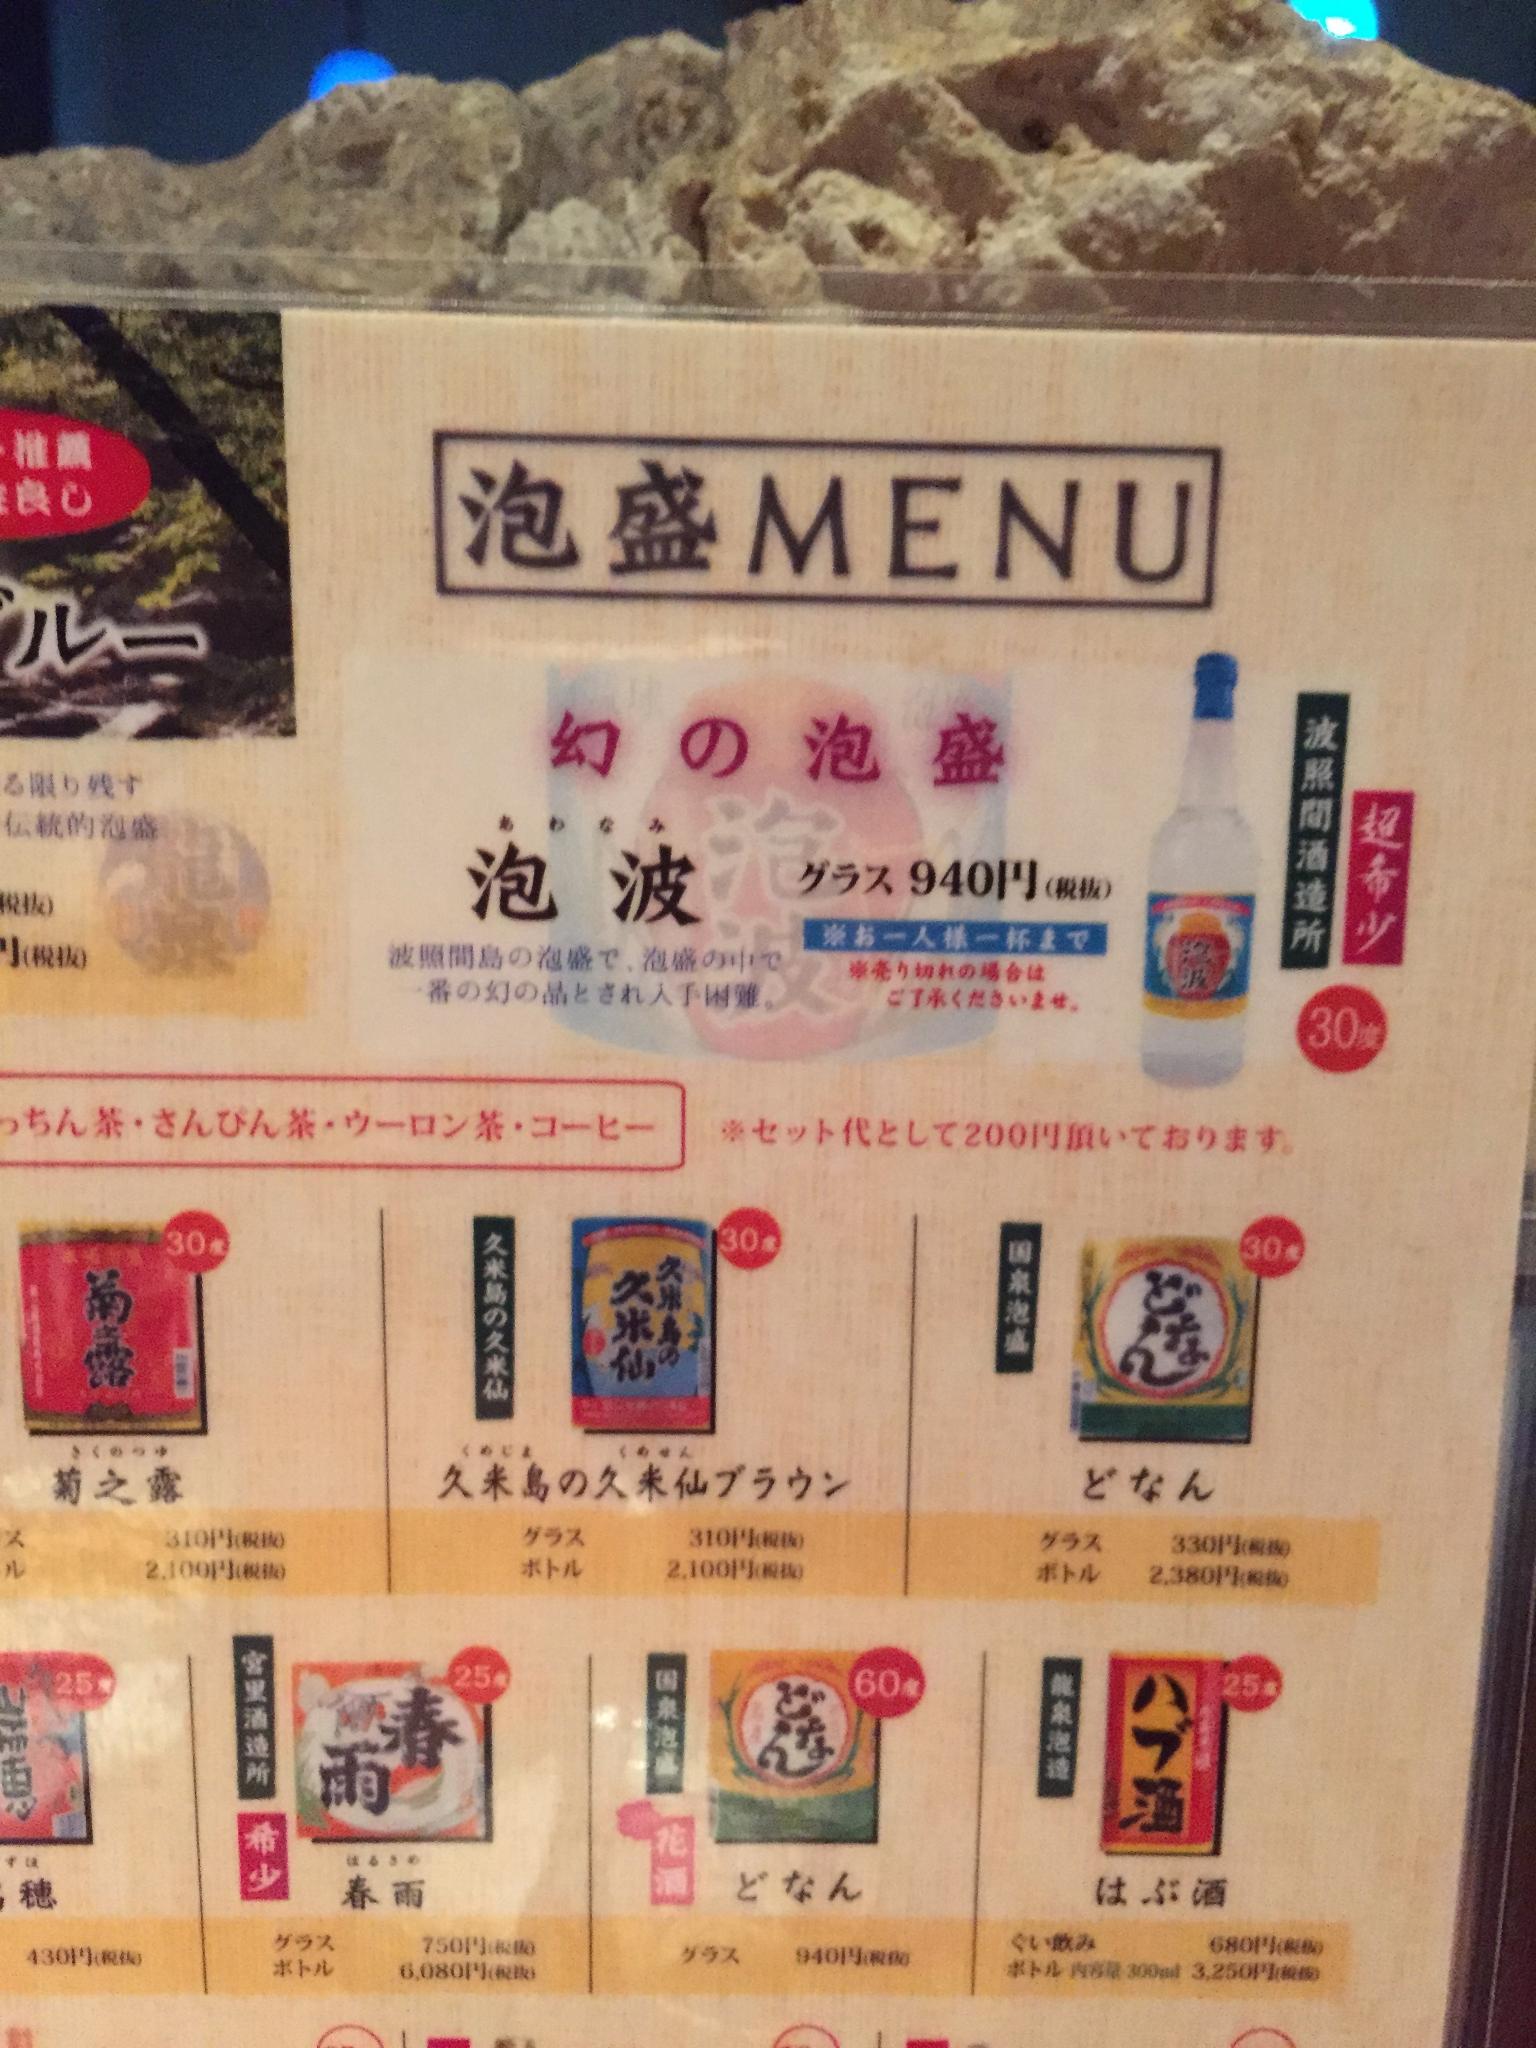 泡盛MENU
推薦
良し
ブルー
る限り残す
伝統的泡盛
税抜)
円(税抜)
幻の泡盛
あわなみ
泡波
グラス 940円(税抜)
※お一人様一杯まで
※売り切れの場合は
ご了承くださいませ。
波照間島の泡盛で、泡盛の中で
一番の幻の品とされ入手困難。
泡波
波照間酒造所
超希少
30度
っちん茶・さんぴん茶・ウーロン茶・コーヒー
※セット代として200円頂いております。
菊之露
30度
きくのつゆ
菊之露
ス 310円(税抜)
ル 2,100円(税抜)
久米島の久米仙
久米島の
久米仙
30度
くめじま くめせん
久米島の久米仙ブラウン
グラス 310円(税抜)
ボトル 2,100円(税抜)
国泉泡盛
どなん
30度
どなん
グラス 330円(税抜)
ボトル 2,380円(税抜)
25度
ずほ
穂
430円(税抜)
宮里酒造所
希少
春雨
25度
はるさめ
春雨
グラス 750円(税抜)
ボトル 6,080円(税抜)
国泉泡盛
花酒
どなん
60度
どなん
グラス 940円(税抜)
龍泉泡造
ハブ酒
25度
はぶ酒
ぐい飲み 680円(税抜)
ボトル 内容量300ml 3,250円(税抜)